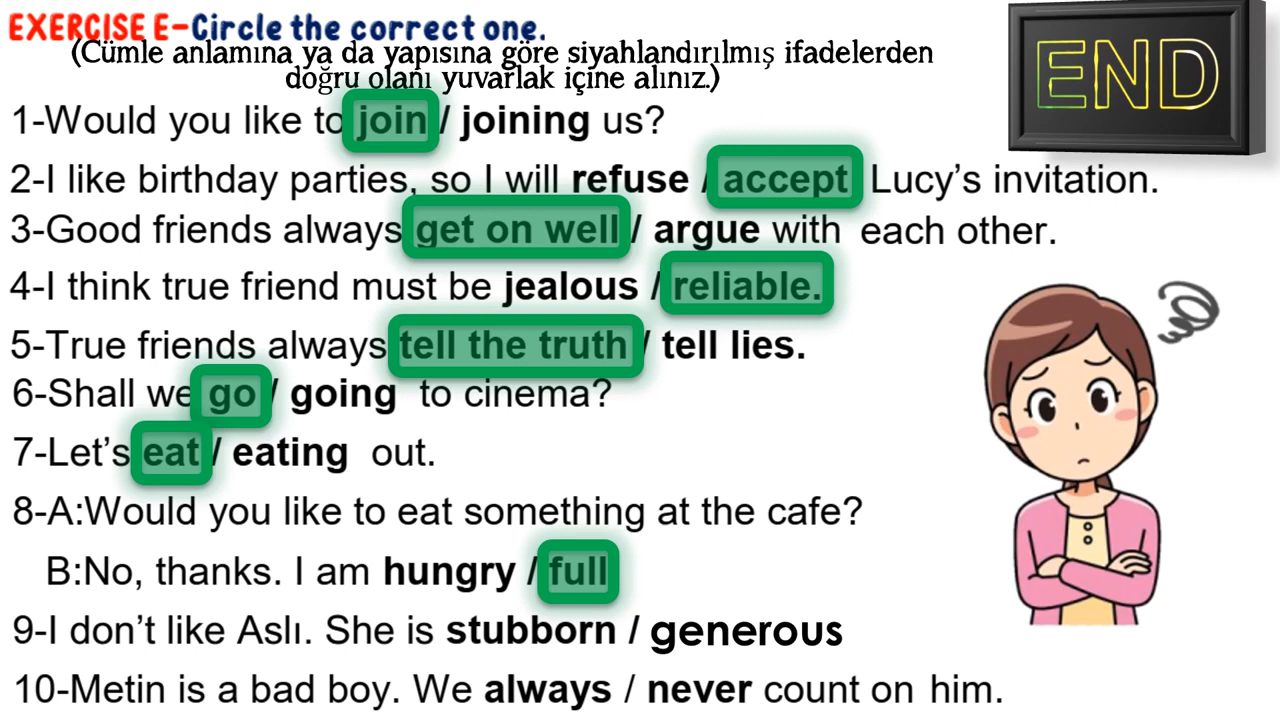 EXERCISE E-Circle the correct one.
(Cümle anlamına ya da yapısına göre siyahlandırılmış ifadelerden
doğru olanı yuvarlak içine alınız.)
END
1-Would you like to join / joining us?
2-I like birthday parties, so I will refuse / accept Lucy's invitation.
3-Good friends always get on well / argue with each other.
4-I think true friend must be jealous / reliable.
5-True friends always tell the truth / tell lies.
6-Shall we go / going to cinema?
7-Let's eat / eating out.
8-A:Would you like to eat something at the cafe?
B:No, thanks. I am hungry / full
9-I don't like Aslı. She is stubborn / generous
10-Metin is a bad boy. We always / never count on him.